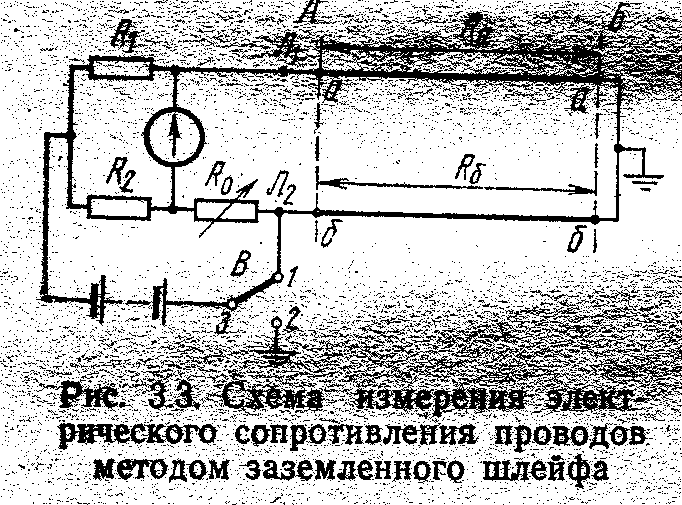 А Б
R₁ Л₁ Rа
а а
R₂ R₀ Л₂ Rб
б б
В 1
3 2
Рис. 3.3. Схема измерения элект-
рического сопротивления проводов
методом заземленного шлейфа